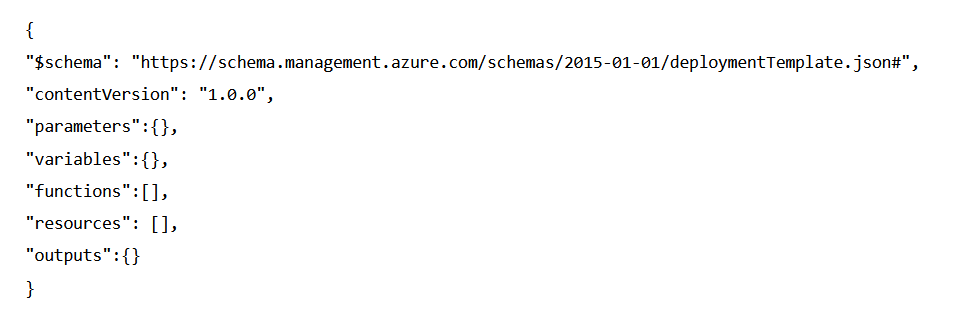 {
"$schema": "https://schema.management.azure.com/schemas/2015-01-01/deploymentTemplate.json#",
"contentVersion": "1.0.0",
"parameters":{},
"variables":{},
"functions":[],
"resources": [],
"outputs":{}
}